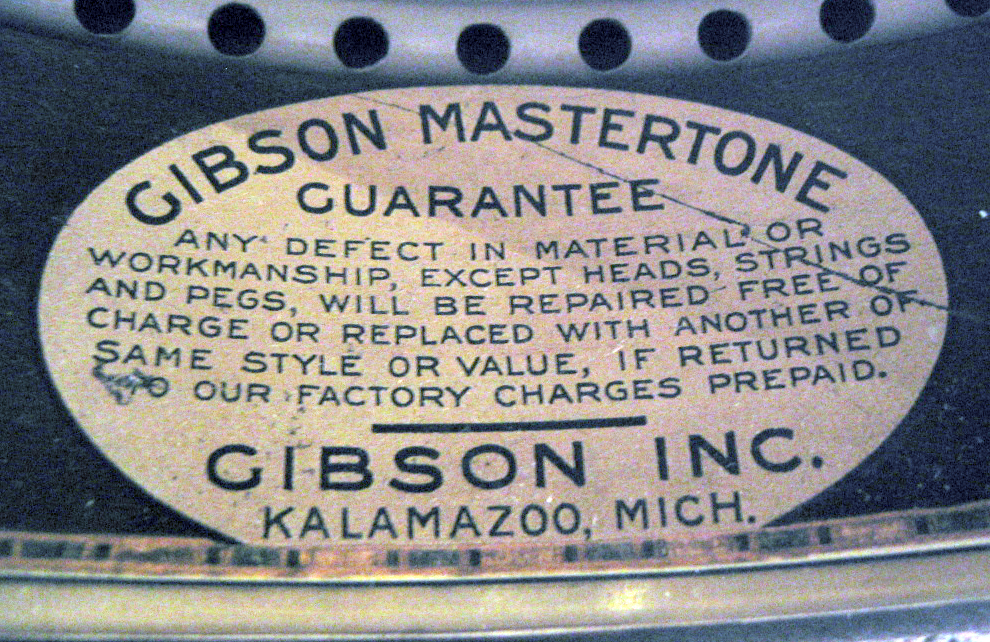 GIBSON MASTERTONE
GUARANTEE
ANY DEFECT IN MATERIAL OR
WORKMANSHIP, EXCEPT HEADS, STRINGS
AND PEGS, WILL BE REPAIRED FREE OF
CHARGE OR REPLACED WITH ANOTHER OF
SAME STYLE OR VALUE, IF RETURNED
TO OUR FACTORY CHARGES PREPAID.
GIBSON INC.
KALAMAZOO, MICH.